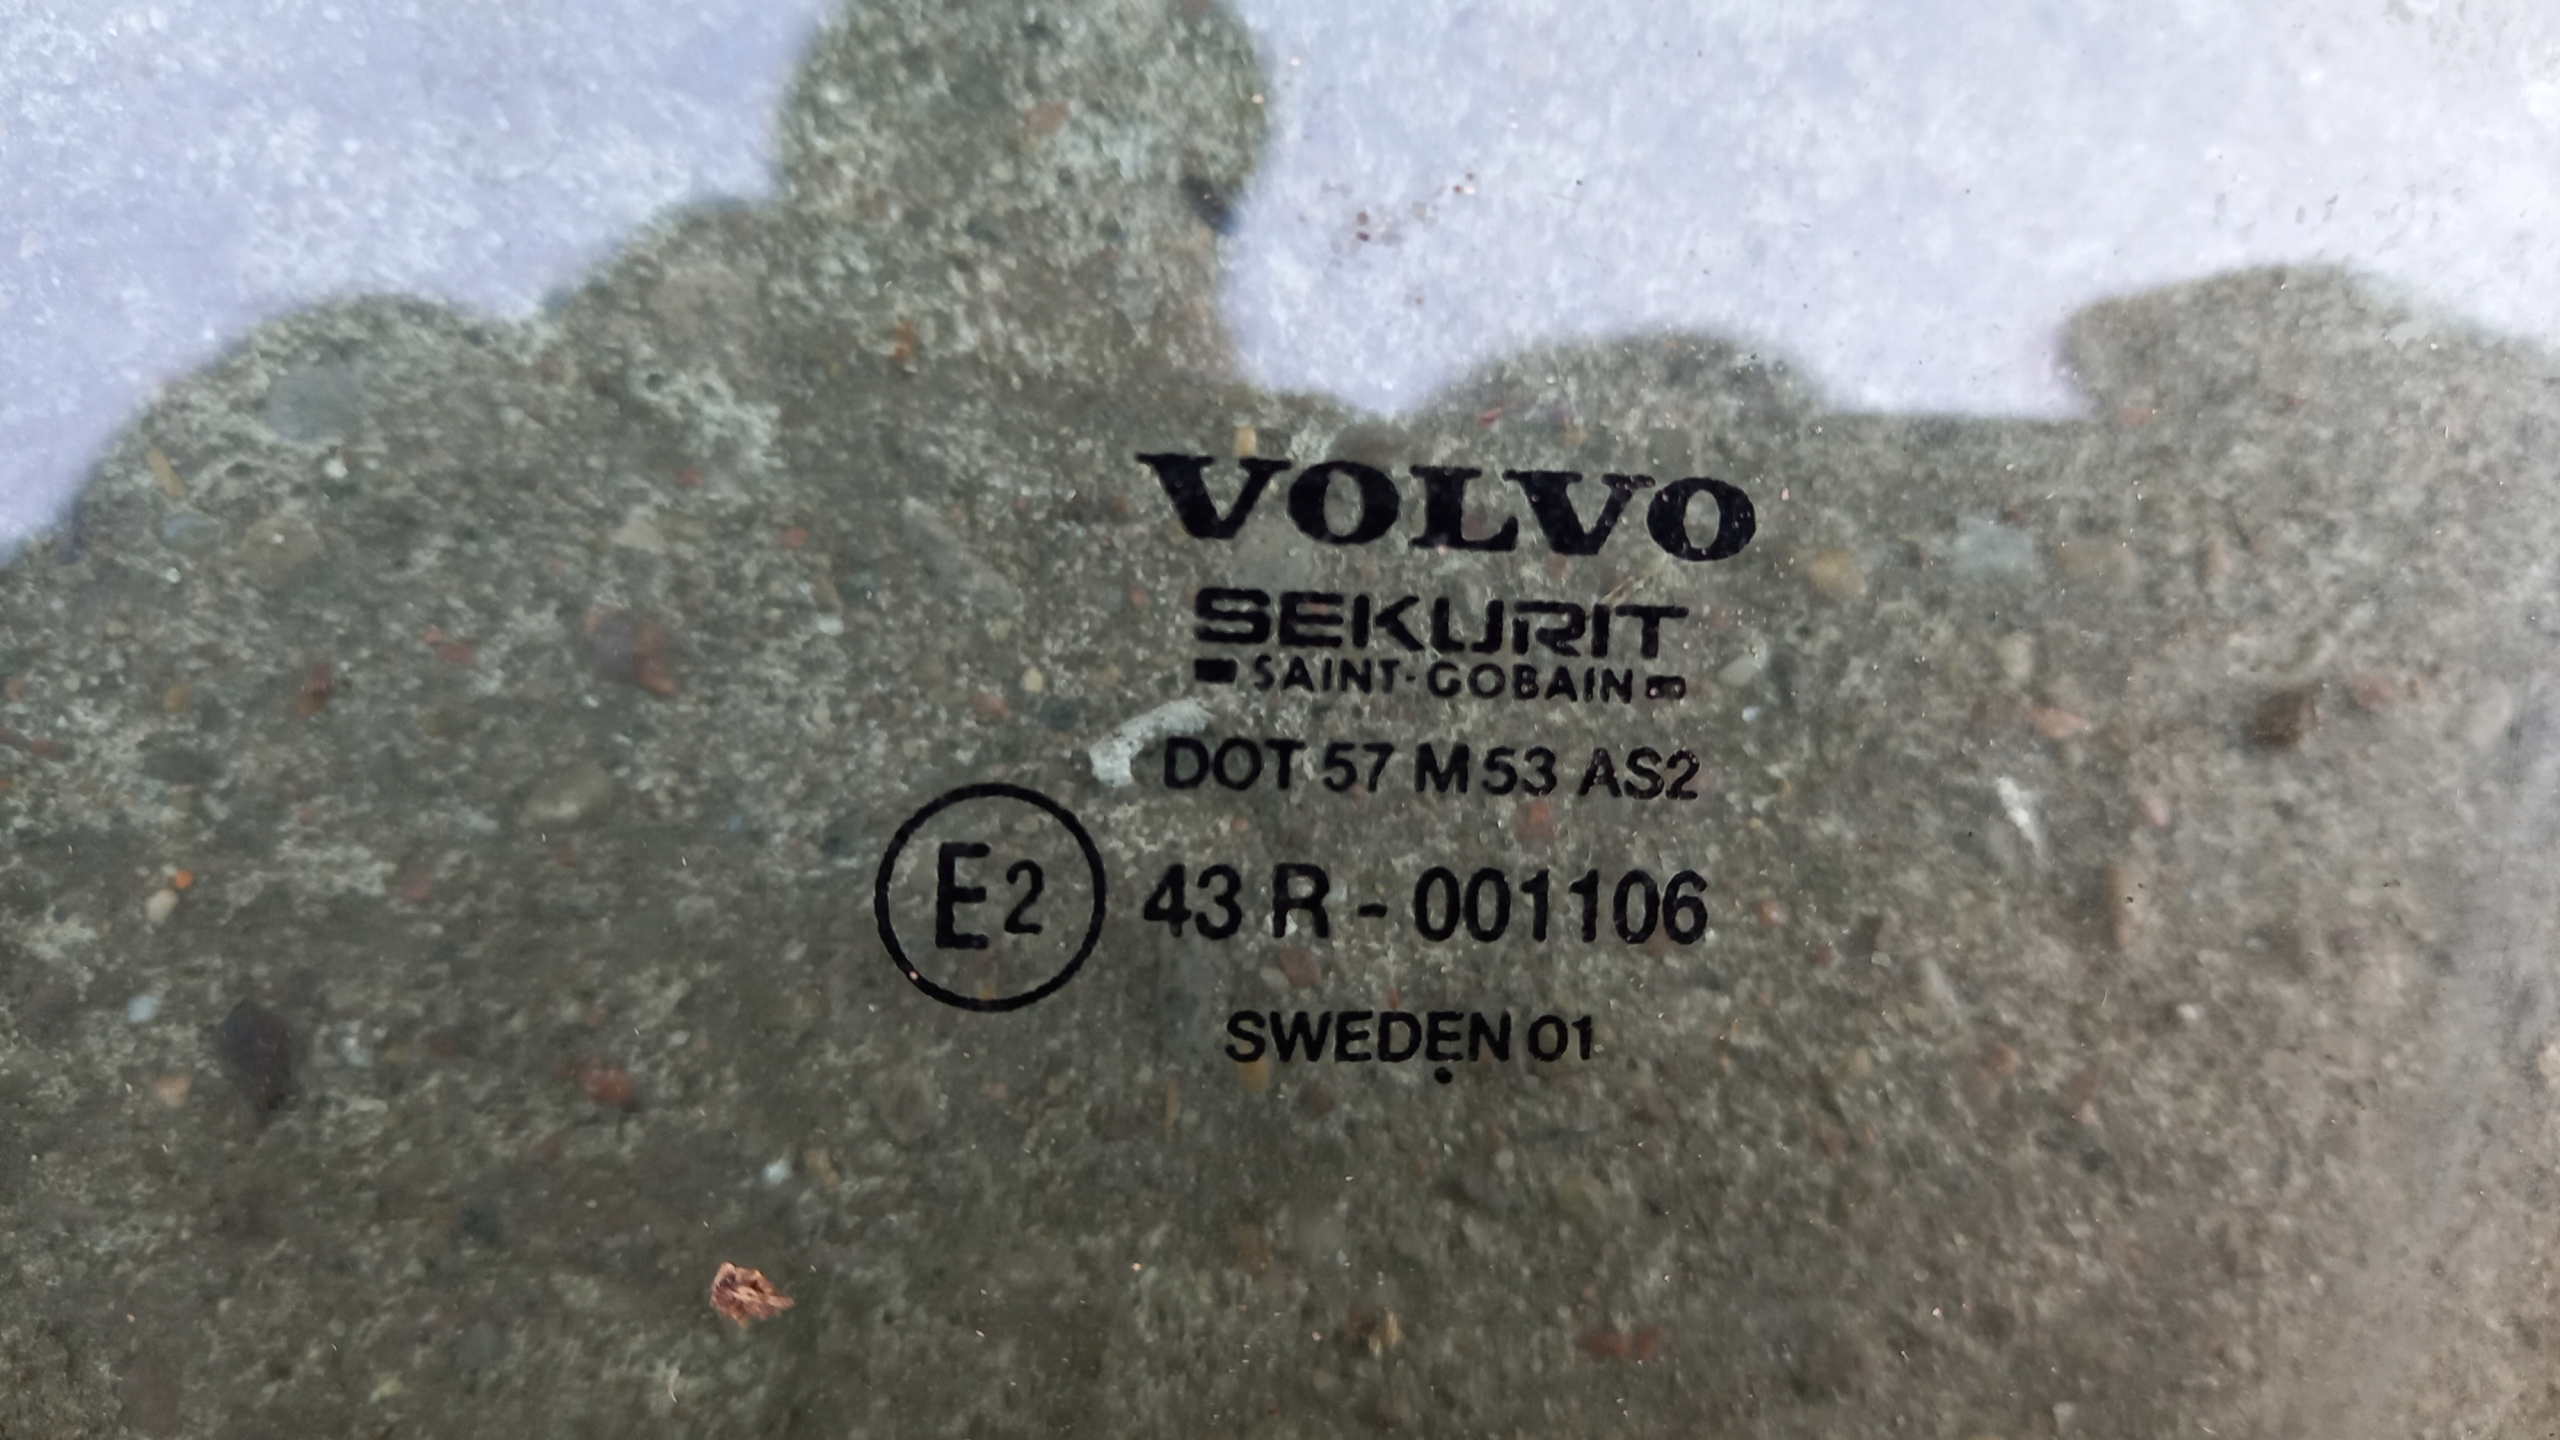 VOLVO
SEKURIT
SAINT-GOBAIN
DOT 57 M53 AS2
E2 43 R - 001106
SWEDEN 01